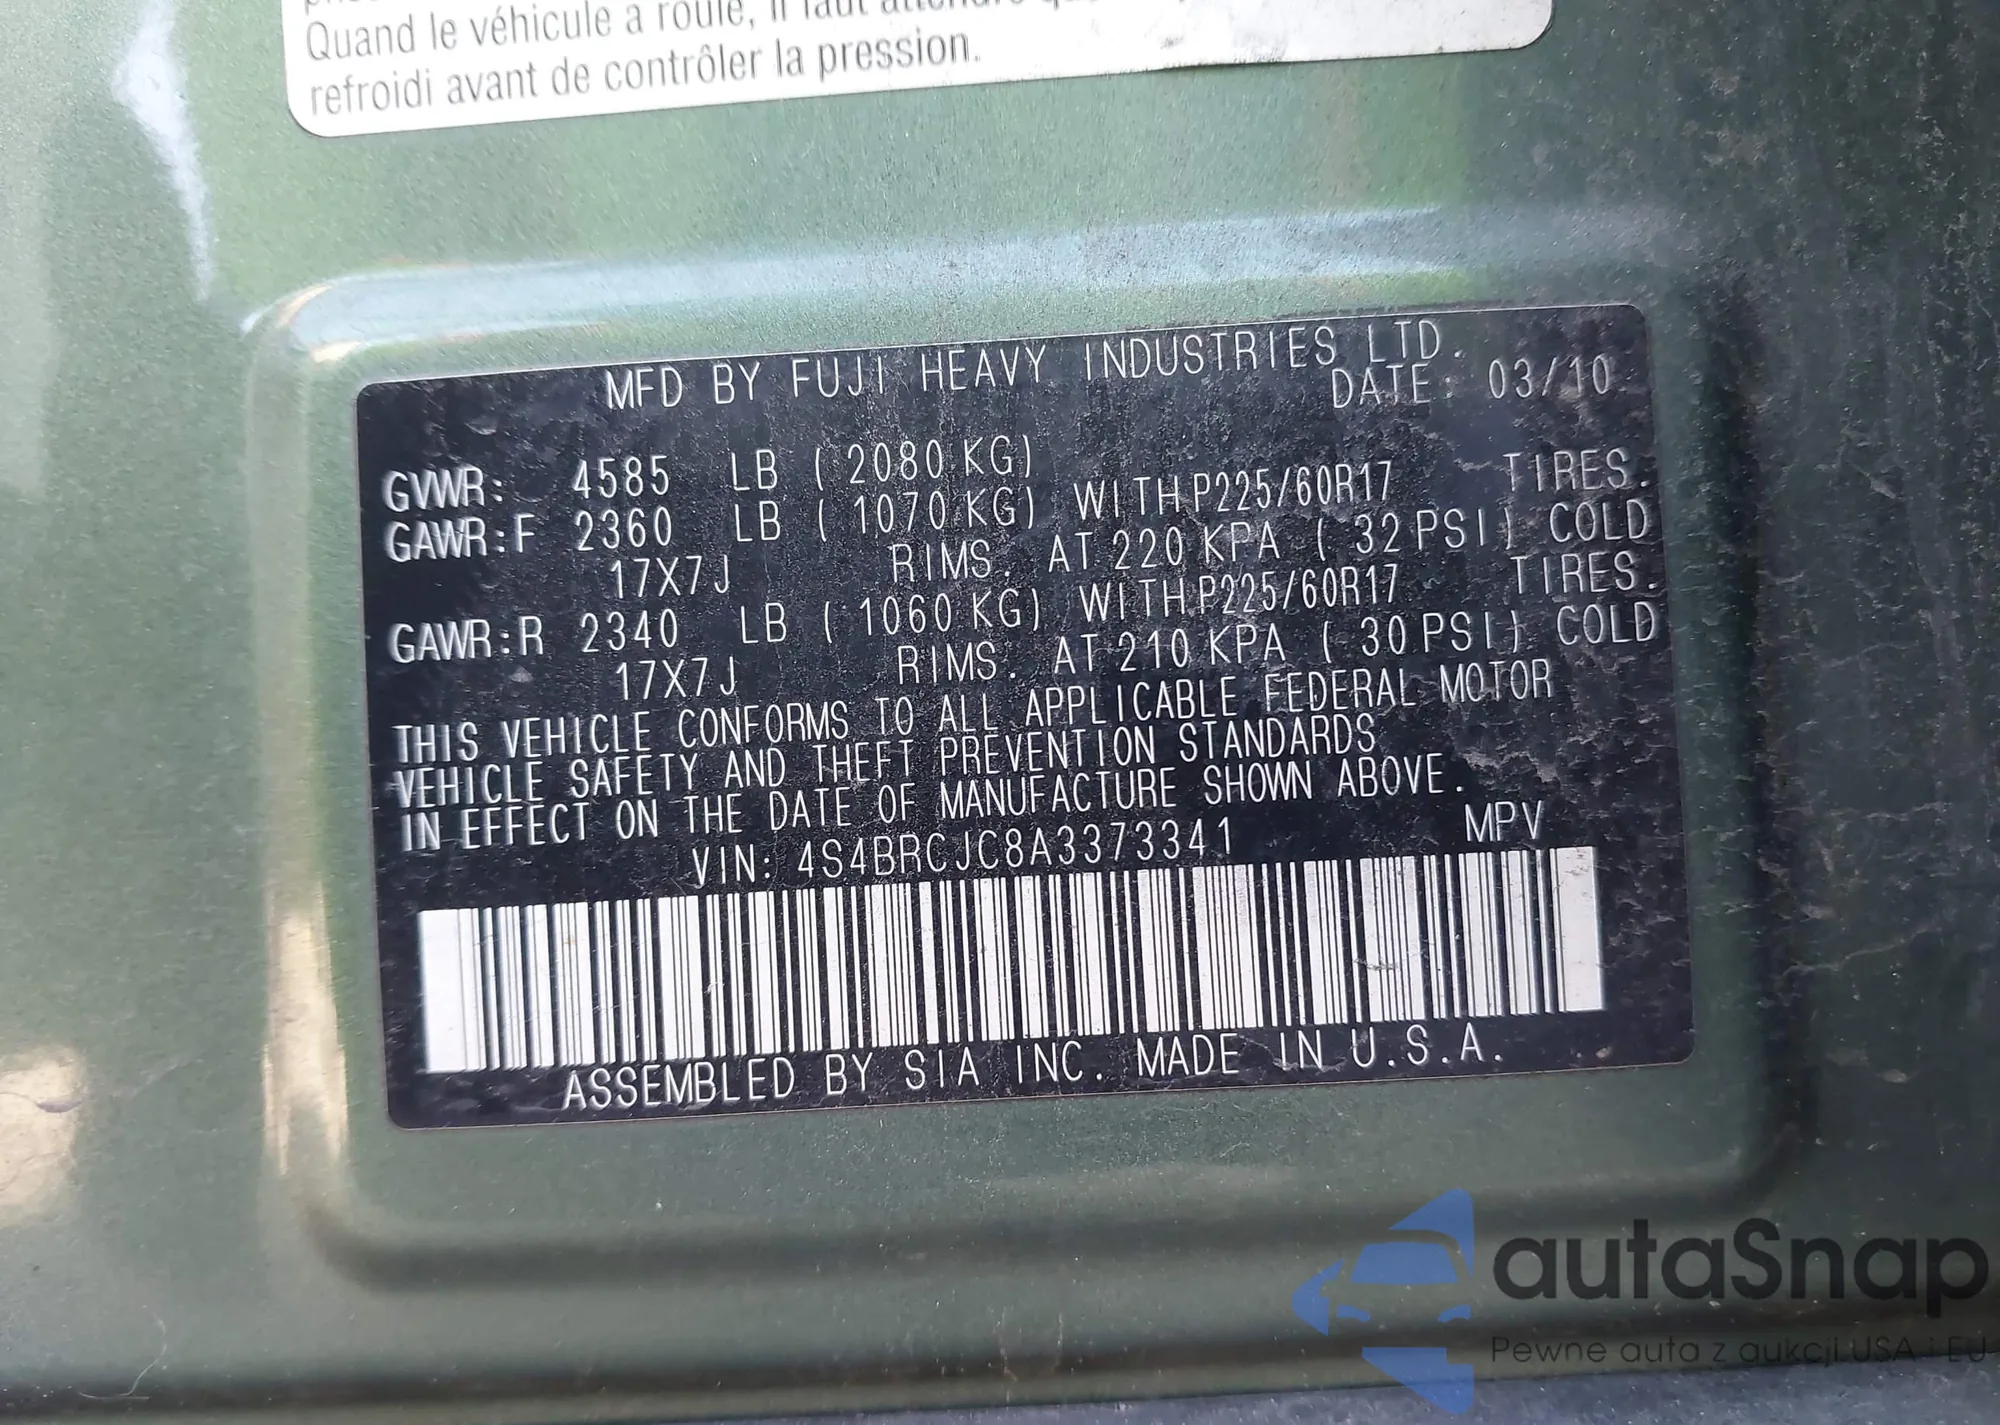 Quand le véhicule a roulé, il faut attendre
refroidi avant de contrôler la pression.
MFD BY FUJI HEAVY INDUSTRIES LTD.
DATE: 03/10
GVWR: 4585 LB ( 2080 KG)
GAWR:F 2360 LB ( 1070 KG) WITH P225/60R17 TIRES.
17X7J RIMS. AT 220 KPA ( 32 PSI) COLD
GAWR:R 2340 LB ( 1060 KG) WITH P225/60R17 TIRES.
17X7J RIMS. AT 210 KPA ( 30 PSI) COLD
THIS VEHICLE CONFORMS TO ALL APPLICABLE FEDERAL MOTOR
VEHICLE SAFETY AND THEFT PREVENTION STANDARDS
IN EFFECT ON THE DATE OF MANUFACTURE SHOWN ABOVE.
VIN: 4S4BRCJC8A3373341 MPV
ASSEMBLED BY SIA INC. MADE IN U.S.A.
autaSnap
Pewne auta z aukcji USA i EU